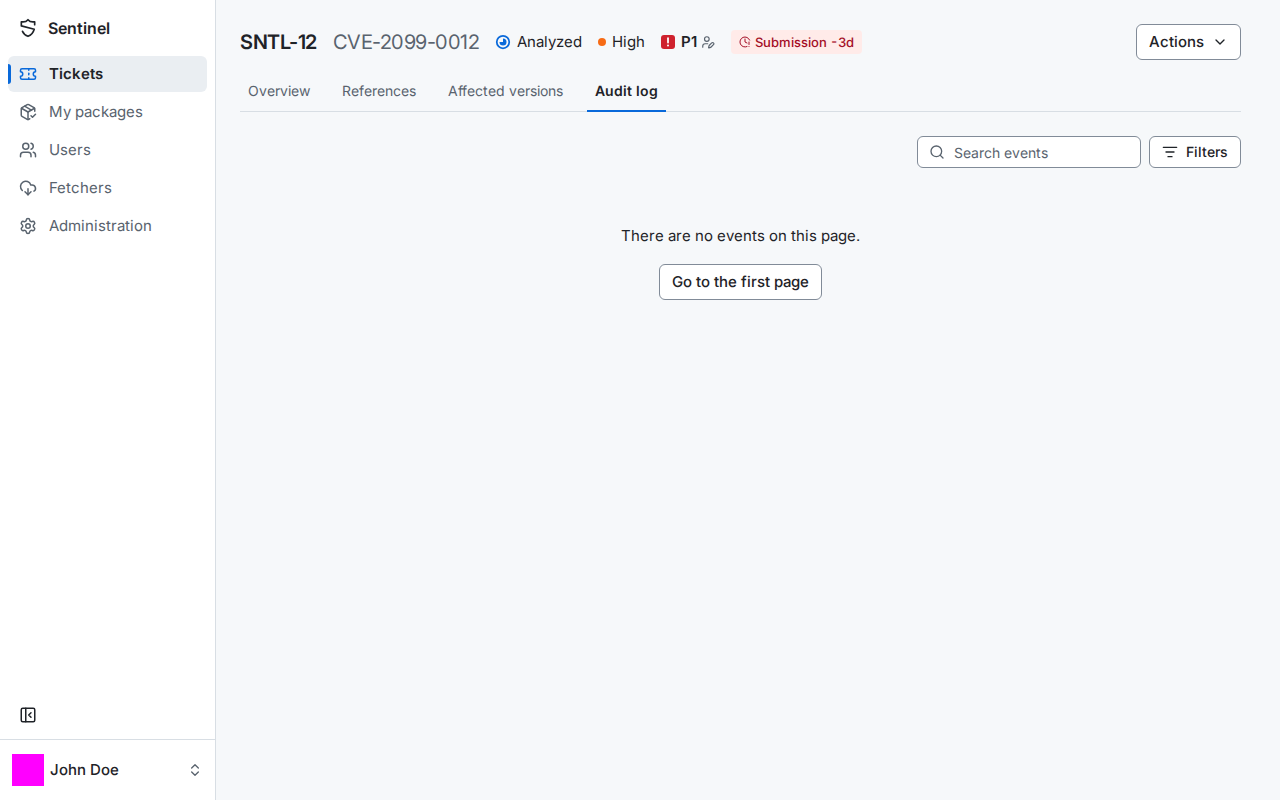 Sentinel
Tickets
My packages
Users
Fetchers
Administration
John Doe
SNTL-12 CVE-2099-0012 Analyzed High P1 Submission -3d Actions
Overview References Affected versions Audit log
Search events Filters
There are no events on this page.
Go to the first page